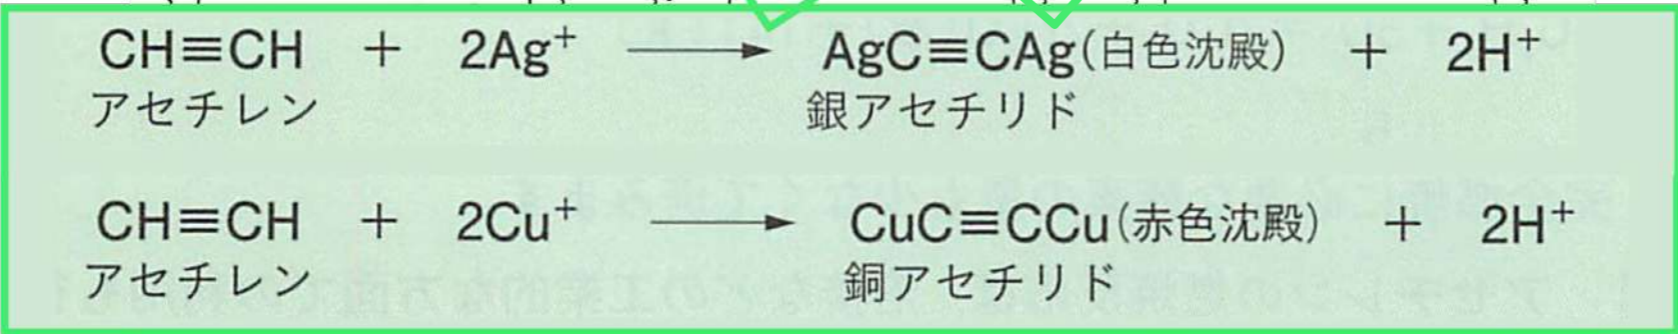 CH≡CH + 2Ag⁺ ⟶ AgC≡CAg(白色沈殿) + 2H⁺
アセチレン 銀アセチリド
CH≡CH + 2Cu⁺ ⟶ CuC≡CCu(赤色沈殿) + 2H⁺
アセチレン 銅アセチリド